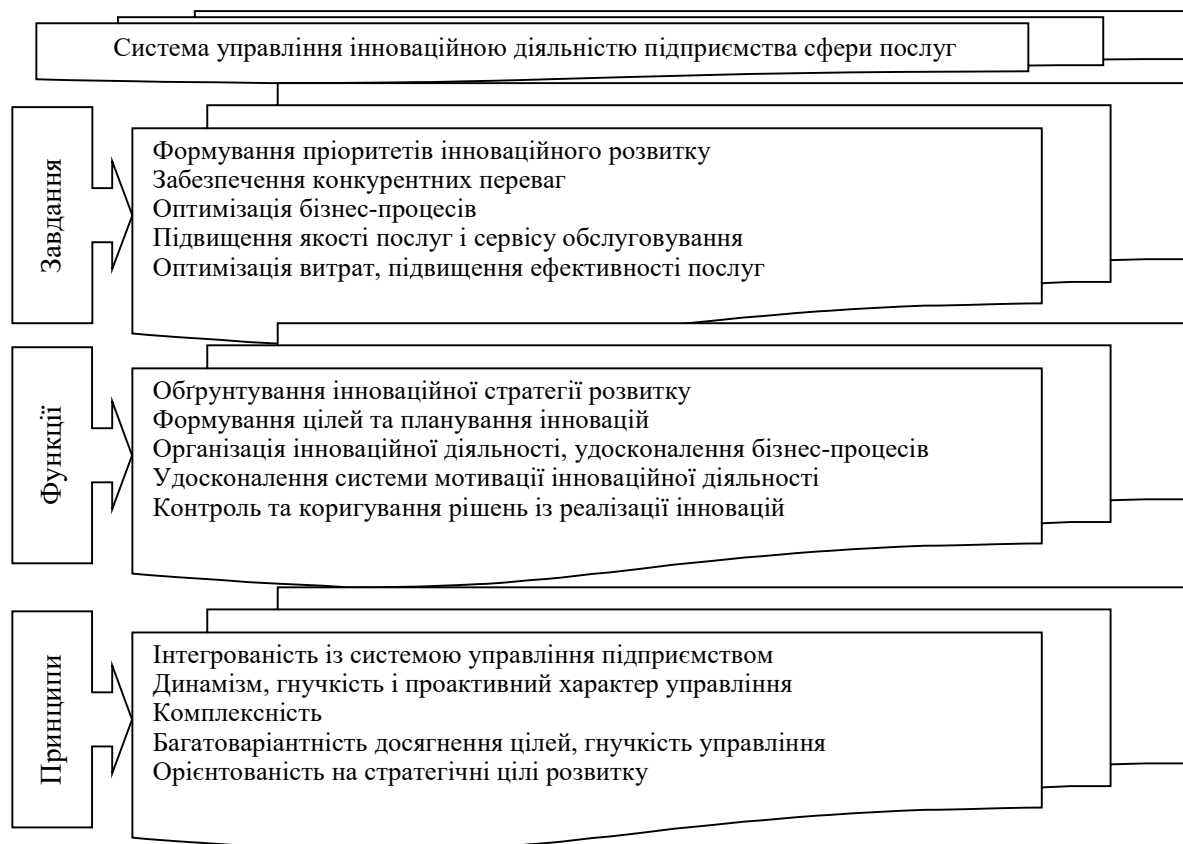 Система управління інноваційною діяльністю підприємства сфери послуг
Завдання
Формування пріоритетів інноваційного розвитку
Забезпечення конкурентних переваг
Оптимізація бізнес-процесів
Підвищення якості послуг і сервісу обслуговування
Оптимізація витрат, підвищення ефективності послуг
Функції
Обґрунтування інноваційної стратегії розвитку
Формування цілей та планування інновацій
Організація інноваційної діяльності, удосконалення бізнес-процесів
Удосконалення системи мотивації інноваційної діяльності
Контроль та коригування рішень із реалізації інновацій
Принципи
Інтегрованість із системою управління підприємством
Динамізм, гнучкість і проактивний характер управління
Комплексність
Багатоваріантність досягнення цілей, гнучкість управління
Орієнтованість на стратегічні цілі розвитку